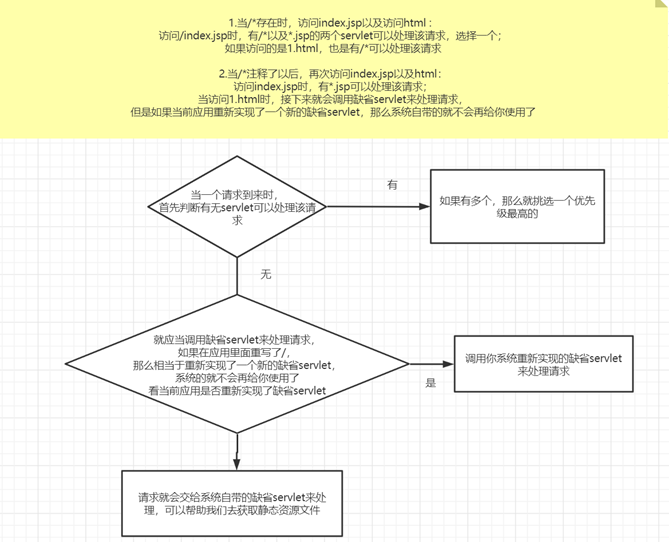 1.当/*存在时，访问index.jsp以及访问html：
访问/index.jsp时，有/*以及*.jsp的两个servlet可以处理该请求，选择一个；
如果访问的是1.html，也是有/*可以处理该请求
2.当/*注释了以后，再次访问index.jsp以及html：
访问index.jsp时，有*.jsp可以处理该请求；
当访问1.html时，接下来就会调用缺省servlet来处理请求，
但是如果当前应用重新实现了一个新的缺省servlet，那么系统自带的就不会再给你使用了
当一个请求到来时，
首先判断有无servlet可以处理该请
求
有
如果有多个，那么就挑选一个优先
级最高的
无
就应当调用缺省servlet来处理请求，
如果在应用里面重写了/，
那么相当于重新实现了一个新的缺省servlet，
系统的就不会再给你使用了
看当前应用是否重新实现了缺省servlet
是
调用你系统重新实现的缺省servlet
来处理请求
请求就会交给系统自带的缺省servlet来处
理，可以帮助我们去获取静态资源文件